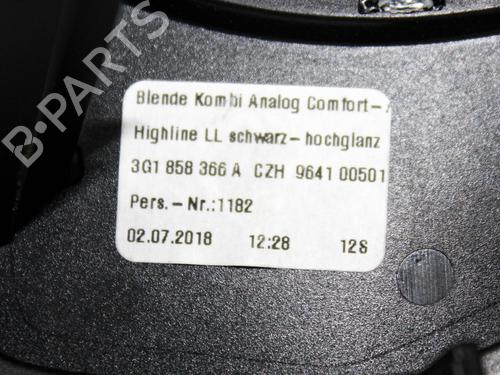 B-PARTS
Blende Kombi Analog Comfort-
Highline LL schwarz-hochglanz
3G1 858 366 A CZH 9641 00501
Pers.-Nr.:1182
02.07.2018 12:28 12S